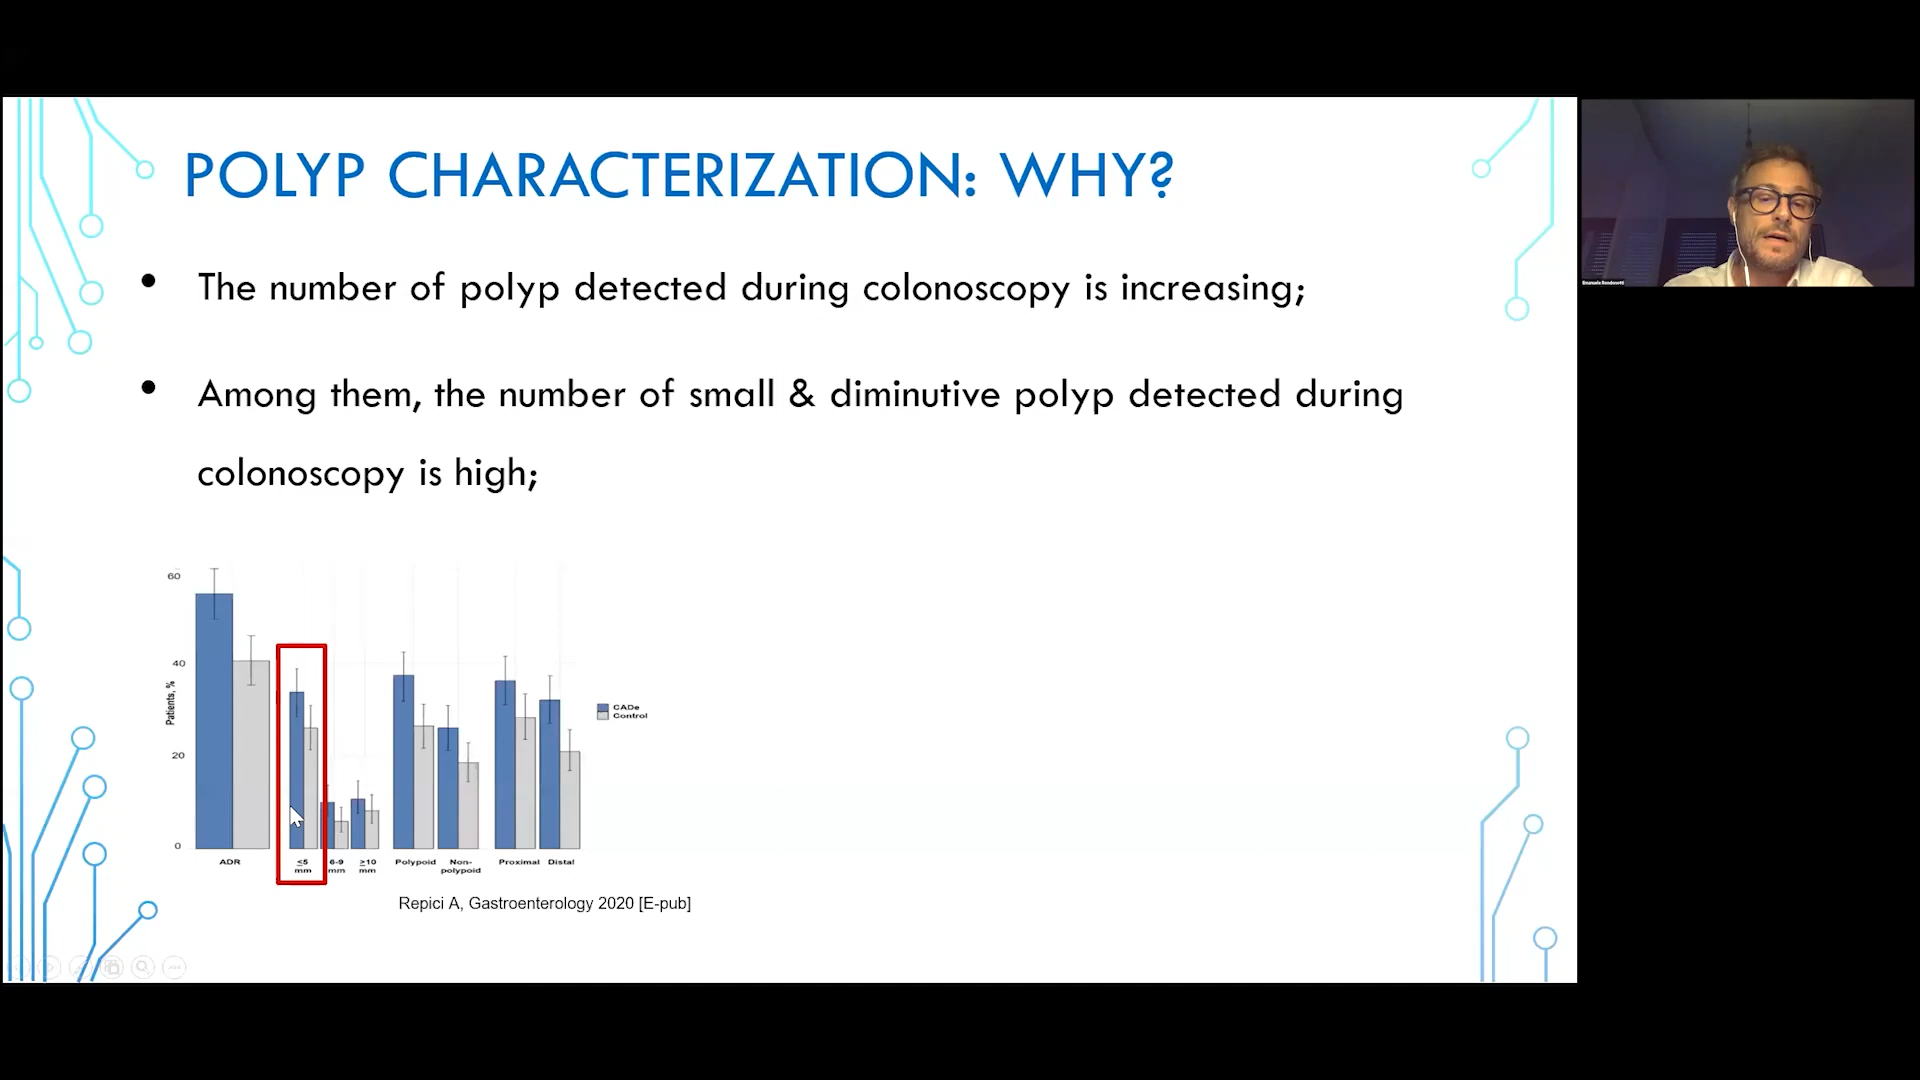 POLYP CHARACTERIZATION: WHY?
• The number of polyp detected during colonoscopy is increasing;
• Among them, the number of small & diminutive polyp detected during
colonoscopy is high;
60
40
20
0
Patients, %
ADR
≤5
mm
6-9
mm
≥10
mm
Polypoid
Non-
polypoid
Proximal
Distal
CADe
Control
Repici A, Gastroenterology 2020 [E-pub]